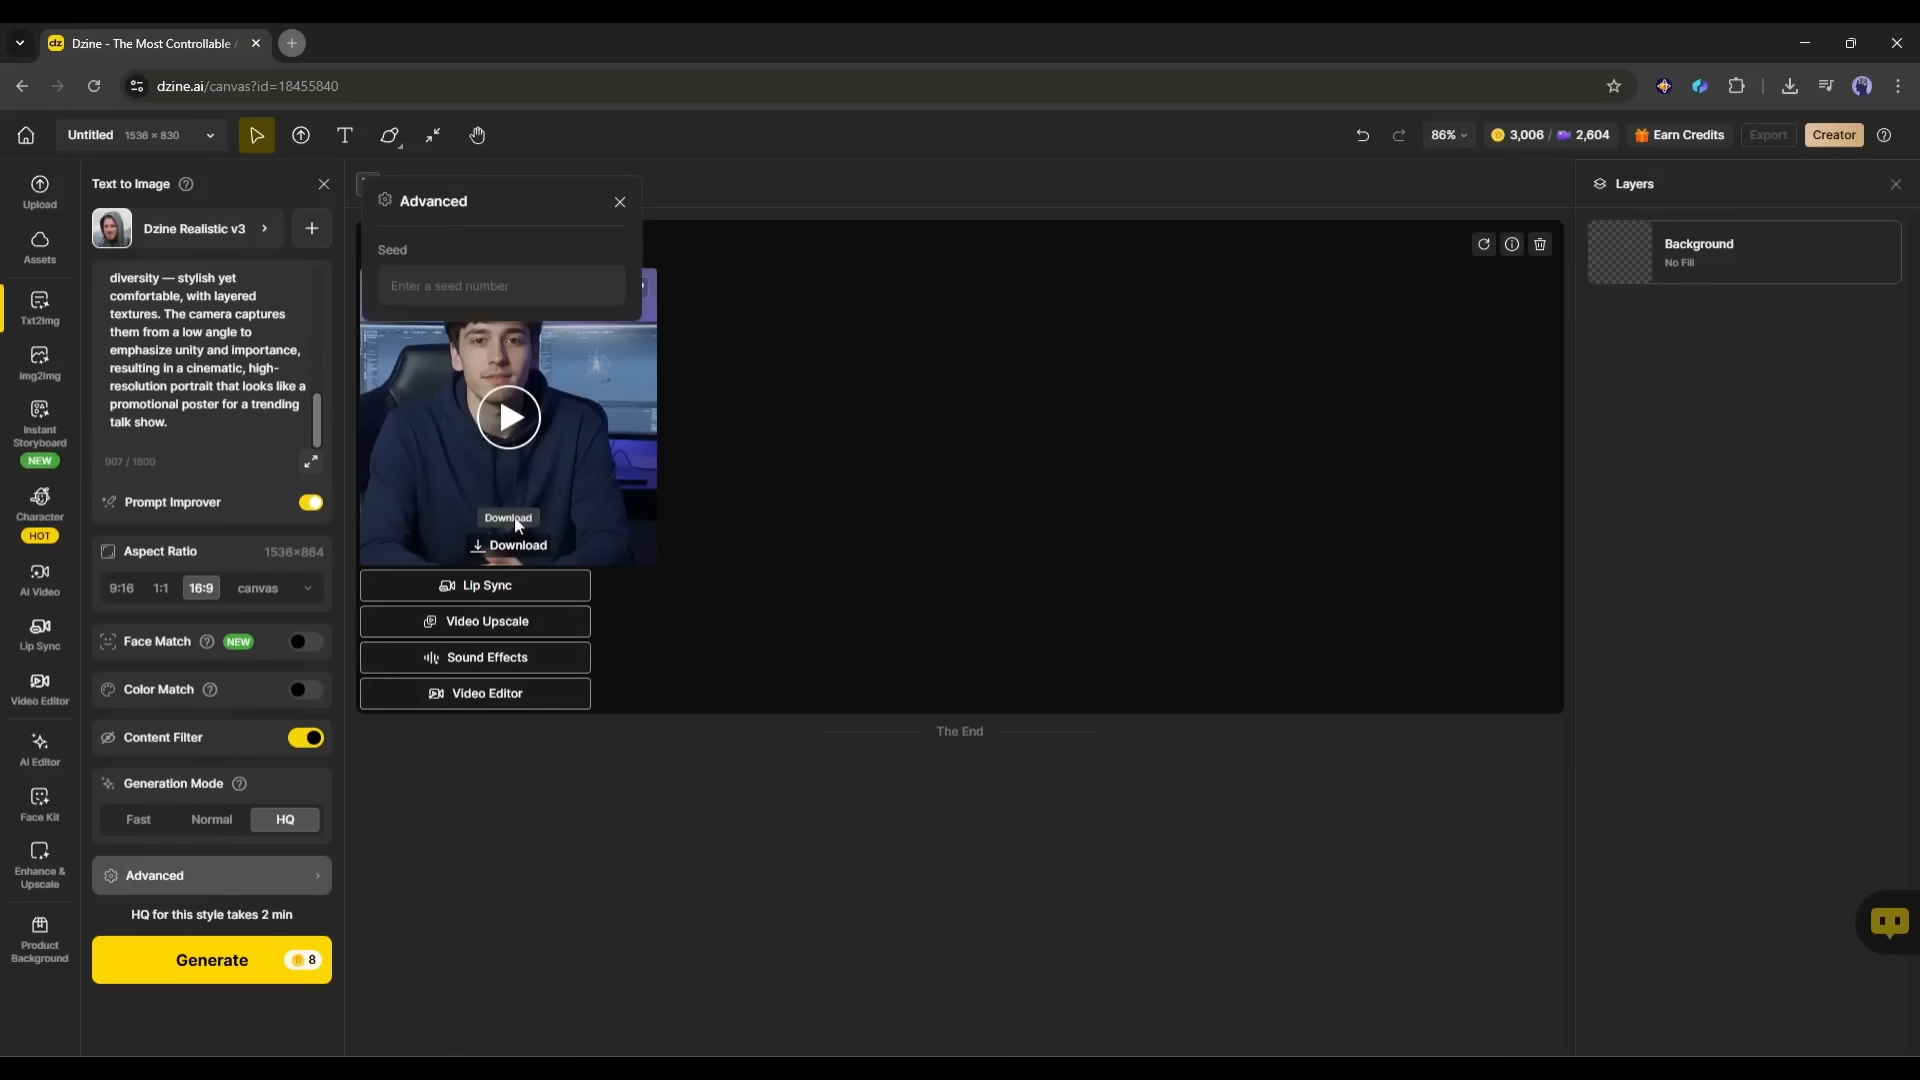 Dzine - The Most Controllable
dzine.ai/canvas?id=18455840
Untitled 1536 × 830
86%
3,006 / 2,604
Earn Credits
Export
Creator
Upload
Assets
Txt2Img
Img2Img
Instant
Storyboard
NEW
Character
HOT
AI Video
Lip Sync
Video Editor
AI Editor
Face Kit
Enhance &
Upscale
Product
Background
Text to Image
Dzine Realistic v3
diversity — stylish yet
comfortable, with layered
textures. The camera captures
them from a low angle to
emphasize unity and importance,
resulting in a cinematic, high-
resolution portrait that looks like a
promotional poster for a trending
talk show.
907 / 1800
Prompt Improver
Aspect Ratio 1536×864
9:16 1:1 16:9 canvas
Face Match NEW
Color Match
Content Filter
Generation Mode
Fast Normal HQ
Advanced
HQ for this style takes 2 min
Generate 8
Advanced
Seed
Enter a seed number
Download
Download
Lip Sync
Video Upscale
Sound Effects
Video Editor
The End
Layers
Background
No Fill